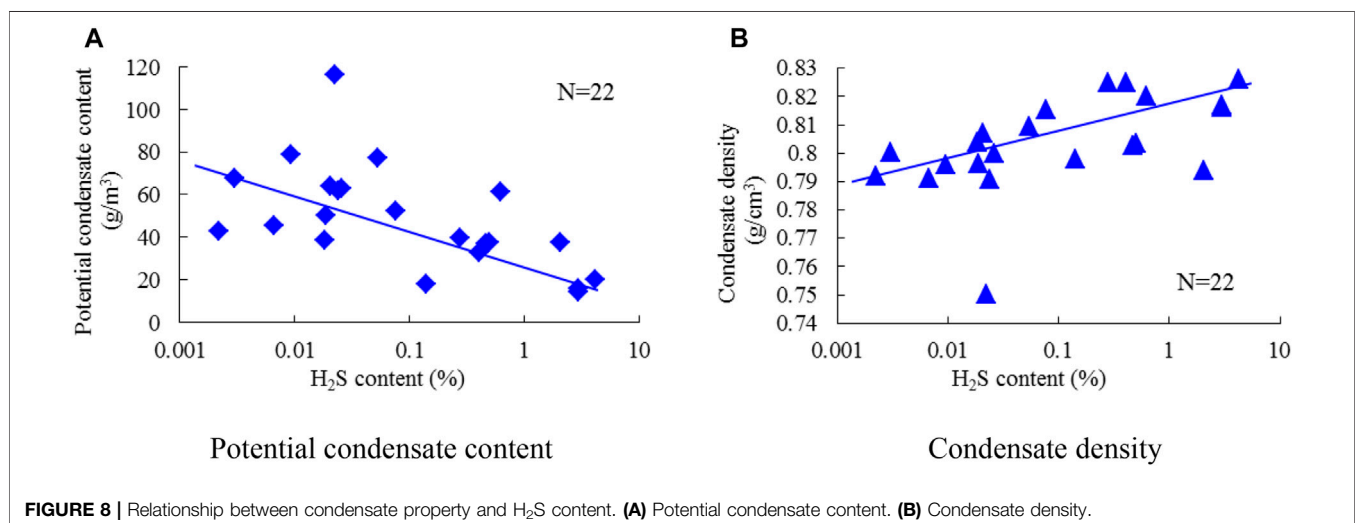 A
Potential condensate content
(g/m³)
120
100
80
60
40
20
0
N=22
0.001 0.01 0.1 1 10
H₂S content (%)
Potential condensate content
B
Condensate density
(g/cm³)
0.83
0.82
0.81
0.8
0.79
0.78
0.77
0.76
0.75
0.74
N=22
0.001 0.01 0.1 1 10
H₂S content (%)
Condensate density
FIGURE 8 | Relationship between condensate property and H₂S content. (A) Potential condensate content. (B) Condensate density.